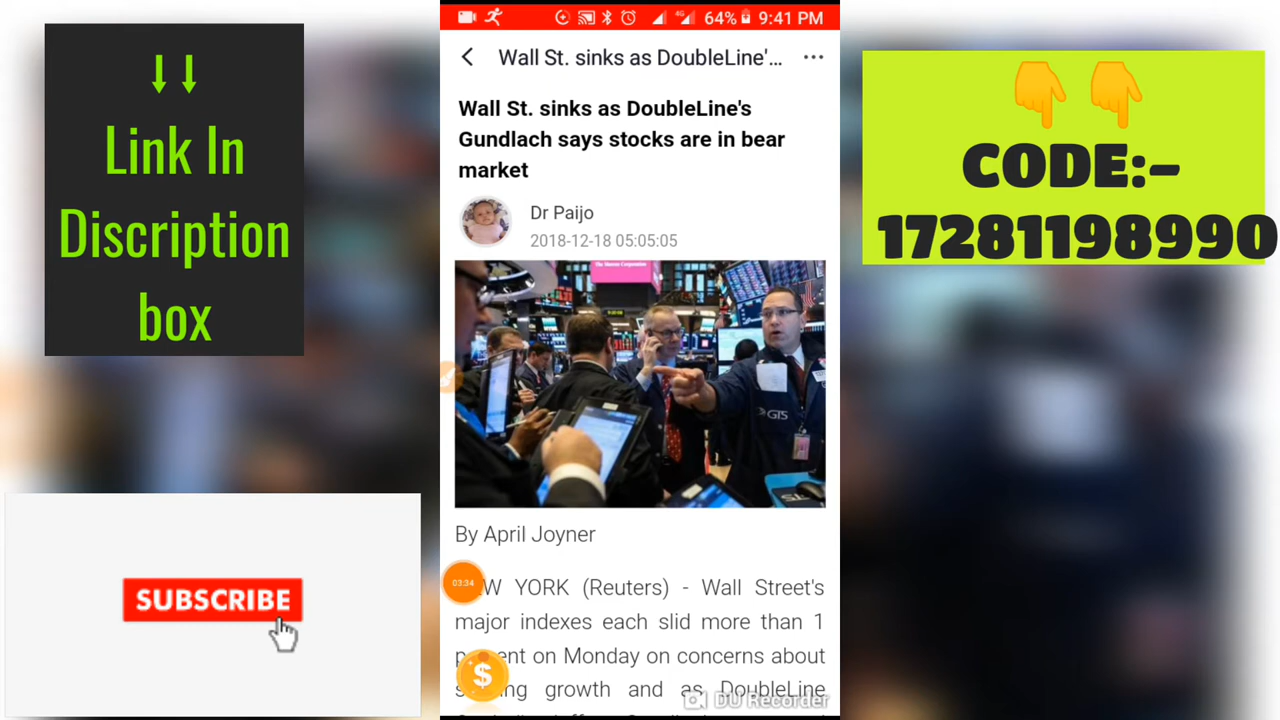 ↓↓
Link In
Discription
box
SUBSCRIBE
64% 9:41 PM
Wall St. sinks as DoubleLine'...
Wall St. sinks as DoubleLine's
Gundlach says stocks are in bear
market
Dr Paijo
2018-12-18 05:05:05
GTS
By April Joyner
03:34
YORK (Reuters) - Wall Street's
major indexes each slid more than 1
on Monday on concerns about
growth and as DoubleLine
$
DU Recorder
👇👇
CODE:-
17281198990